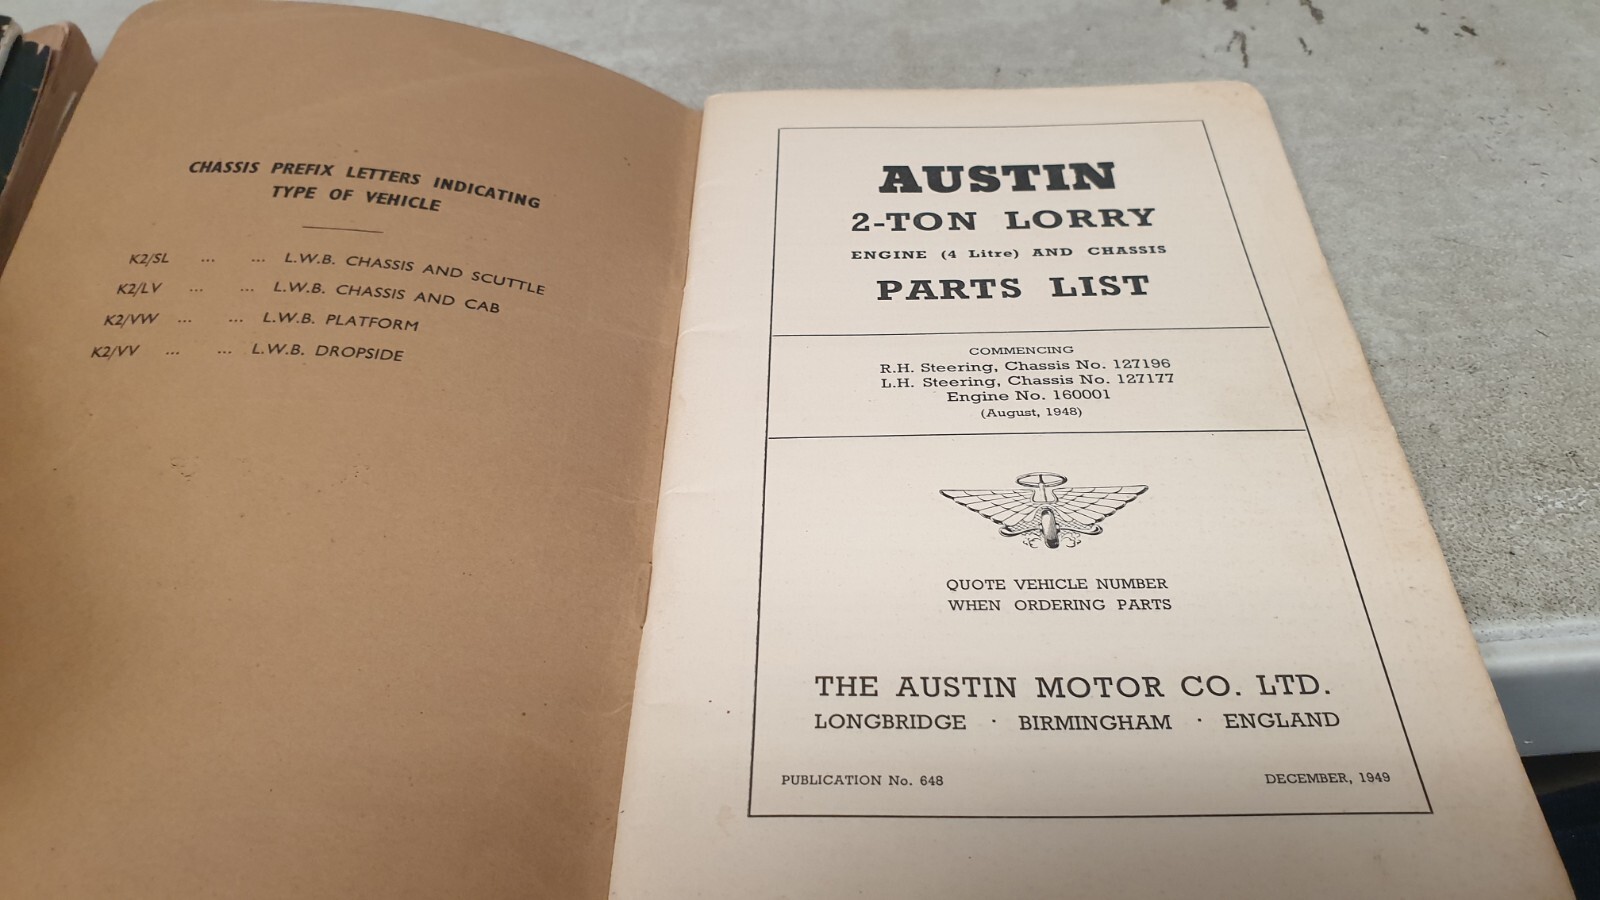 CHASSIS PREFIX LETTERS INDICATING
TYPE OF VEHICLE
K2/SL ... ... L.W.B. CHASSIS AND SCUTTLE
K2/LV ... ... L.W.B. CHASSIS AND CAB
K2/VW ... ... L.W.B. PLATFORM
K2/VV ... ... L.W.B. DROPSIDE
AUSTIN
2-TON LORRY
ENGINE (4 Litre) AND CHASSIS
PARTS LIST
COMMENCING
R.H. Steering, Chassis No. 127196
L.H. Steering, Chassis No. 127177
Engine No. 160001
(August, 1948)
QUOTE VEHICLE NUMBER
WHEN ORDERING PARTS
THE AUSTIN MOTOR CO. LTD.
LONGBRIDGE · BIRMINGHAM · ENGLAND
PUBLICATION No. 648
DECEMBER, 1949